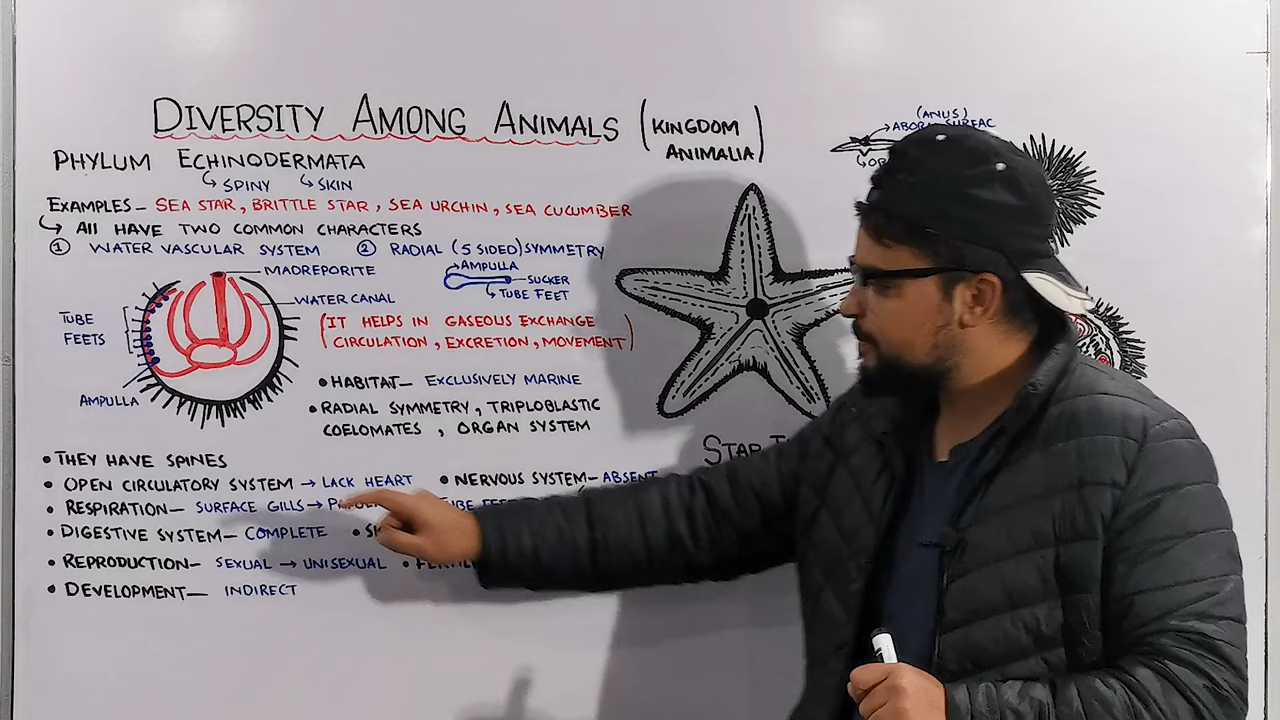 DIVERSITY AMONG ANIMALS (KINGDOM
ANIMALIA)
PHYLUM ECHINODERMATA
SPINY SKIN
EXAMPLES - SEA STAR, BRITTLE STAR, SEA URCHIN, SEA CUCUMBER
All HAVE TWO COMMON CHARACTERS
① WATER VASCULAR SYSTEM ② RADIAL (5 SIDED) SYMMETRY
MADREPORITE
WATER CANAL
TUBE
FEETS
AMPULLA
AMPULLA
SUCKER
TUBE FEET
(IT HELPS IN GASEOUS EXCHANGE
CIRCULATION, EXCRETION, MOVEMENT)
• HABITAT- EXCLUSIVELY MARINE
• RADIAL SYMMETRY, TRIPLOBLASTIC
COELOMATES, ORGAN SYSTEM
• THEY HAVE SPINES
• OPEN CIRCULATORY SYSTEM → LACK HEART • NERVOUS SYSTEM- ABSENT
• RESPIRATION- SURFACE GILLS →
• DIGESTIVE SYSTEM- COMPLETE
• REPRODUCTION- SEXUAL → UNISEXUAL
• DEVELOPMENT- INDIRECT
(ANUS)